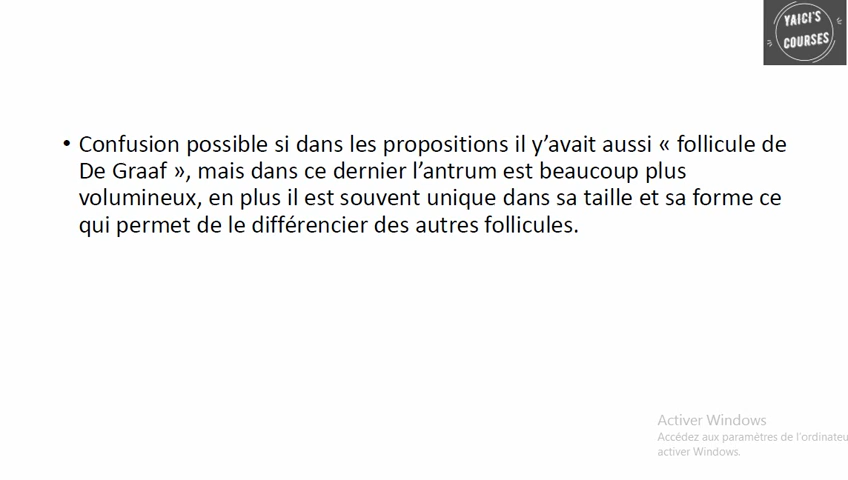 YAICI'S
COURSES
• Confusion possible si dans les propositions il y’avait aussi « follicule de
De Graaf », mais dans ce dernier l’antrum est beaucoup plus
volumineux, en plus il est souvent unique dans sa taille et sa forme ce
qui permet de le différencier des autres follicules.
Activer Windows
Accédez aux paramètres de l'ordinateu
activer Windows.